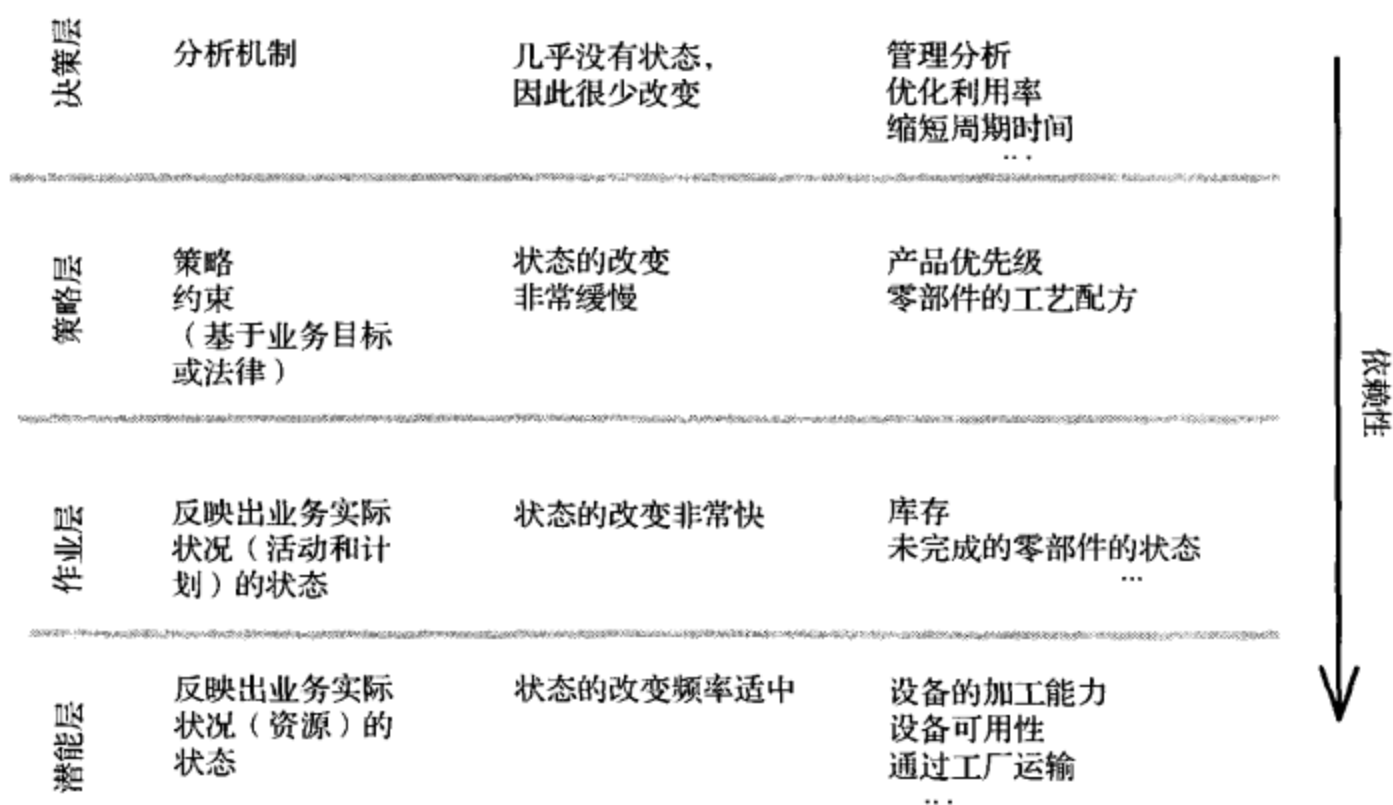 决策层
分析机制
几乎没有状态，
因此很少改变
管理分析
优化利用率
缩短周期时间
...
策略层
策略
约束
（基于业务目标
或法律）
状态的改变
非常缓慢
产品优先级
零部件的工艺配方
作业层
反映出业务实际
状况（活动和计
划）的状态
状态的改变非常快
库存
未完成的零部件的状态
...
潜能层
反映出业务实际
状况（资源）的
状态
状态的改变频率适中
设备的加工能力
设备可用性
通过工厂运输
...
依赖性